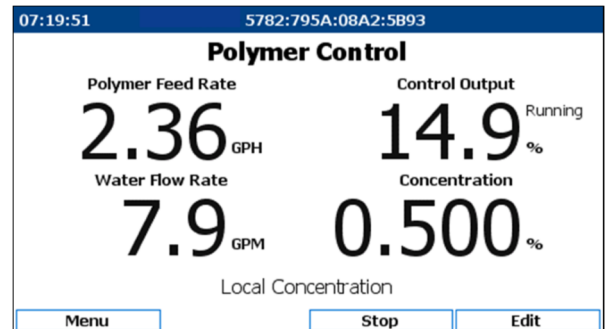 07:19:51 5782:795A:08A2:5B93
Polymer Control
Polymer Feed Rate Control Output
2.36 GPH 14.9 % Running
Water Flow Rate Concentration
7.9 GPM 0.500 %
Local Concentration
Menu Stop Edit